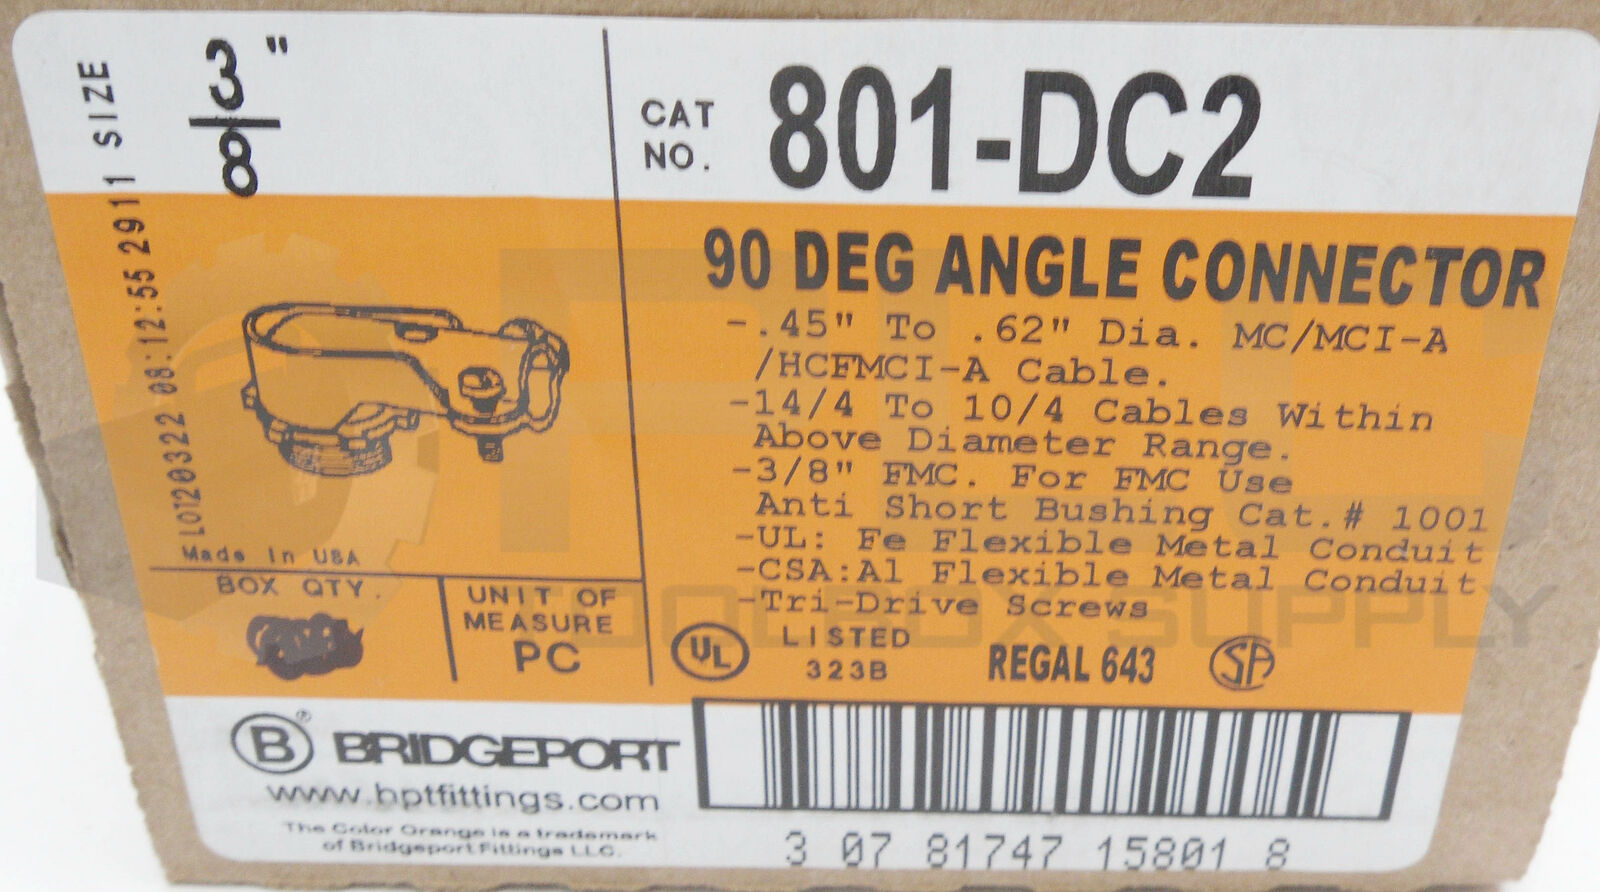 SIZE
3/8"
CAT NO. 801-DC2
90 DEG ANGLE CONNECTOR
-.45" To .62" Dia. MC/MCI-A
/HCFMCI-A Cable.
-14/4 To 10/4 Cables Within
Above Diameter Range.
-3/8" FMC. For FMC Use
Anti Short Bushing Cat.# 1001
-UL: Fe Flexible Metal Conduit
-CSA:Al Flexible Metal Conduit
-Tri-Drive Screws
LOT20322 08:12:55 2911
Made In USA
BOX QTY.
UNIT OF
MEASURE
PC
UL
LISTED
323B
REGAL 643
SA
B® BRIDGEPORT
www.bptfittings.com
The Color Orange is a trademark
of Bridgeport Fittings LLC.
3 07 81747 15801 8
TOOLBOX SUPPLY